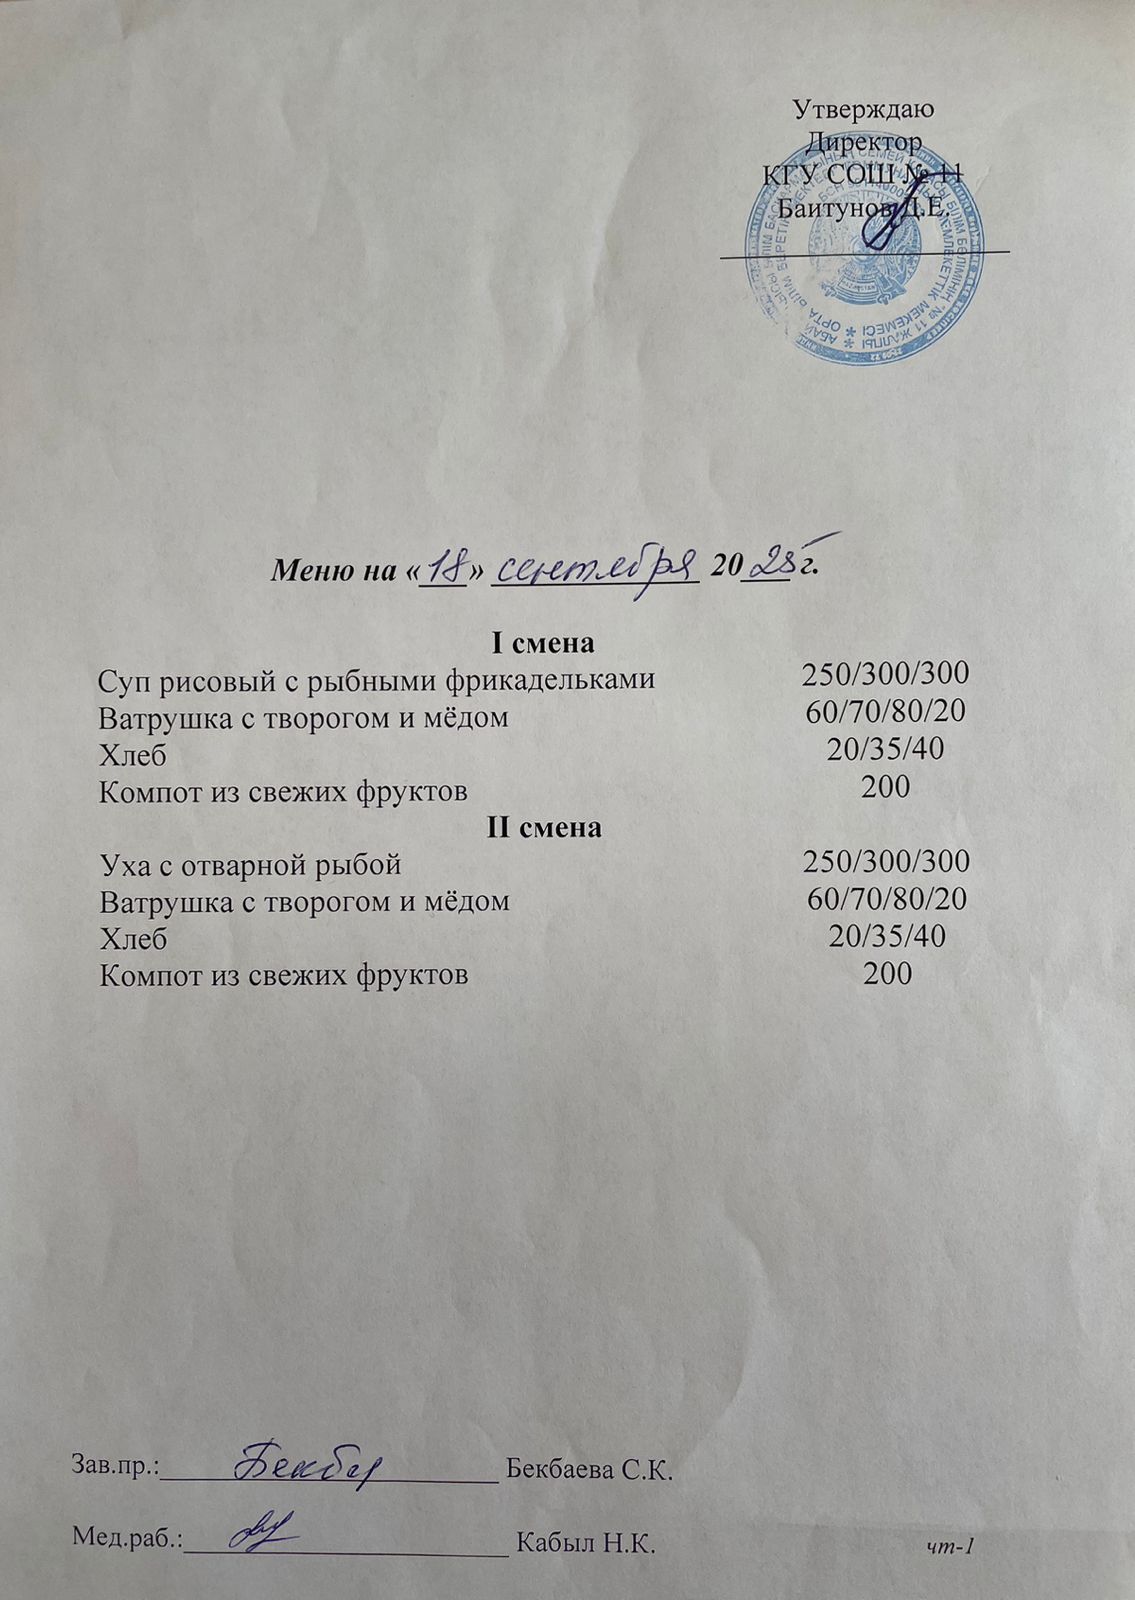 Утверждаю
Директор
КГУ СОШ № 11
Баитунов Д.Е.
Меню на «18» сентября 2025 г.
I смена
Суп рисовый с рыбными фрикадельками 250/300/300
Ватрушка с творогом и мёдом 60/70/80/20
Хлеб 20/35/40
Компот из свежих фруктов 200
II смена
Уха с отварной рыбой 250/300/300
Ватрушка с творогом и мёдом 60/70/80/20
Хлеб 20/35/40
Компот из свежих фруктов 200
Зав.пр.: Бекбаева С.К.
Мед.раб.: Кабыл Н.К.
чт-1